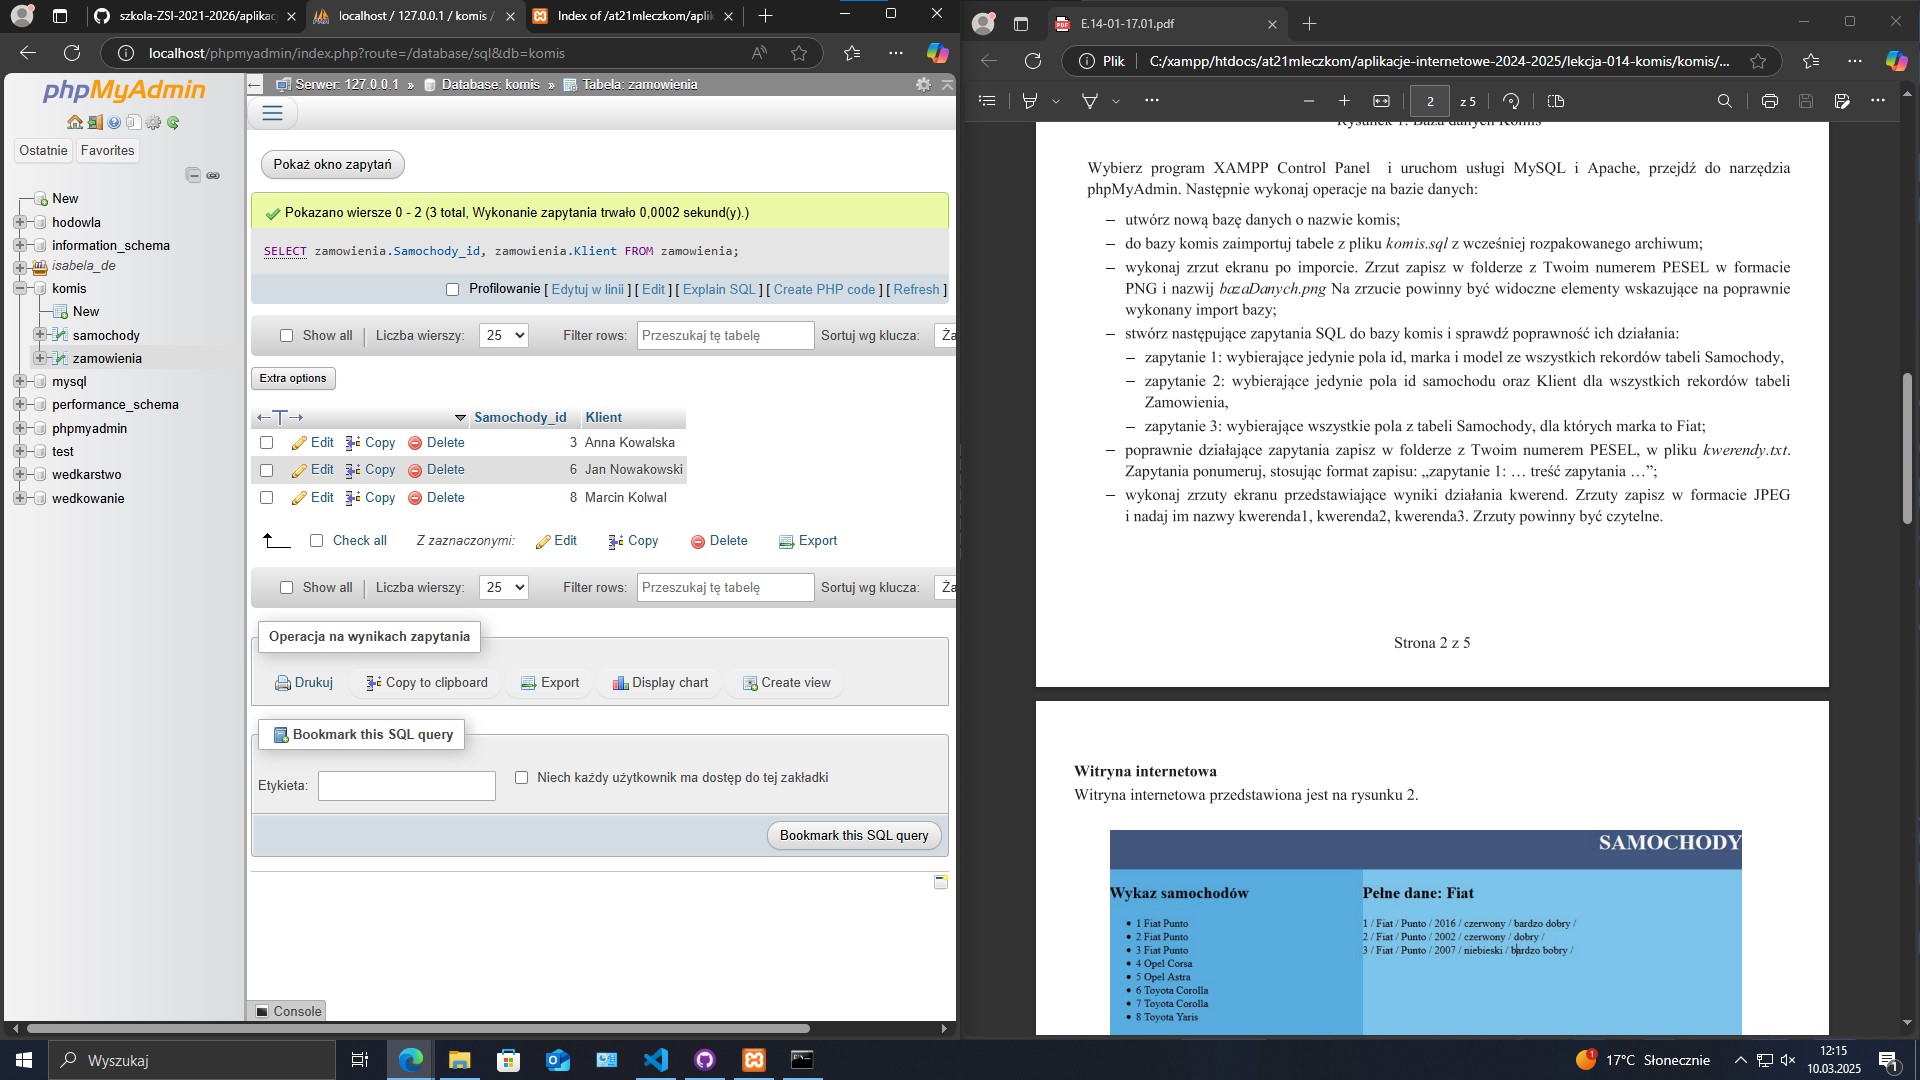 szkola-ZSI-2021-2026/aplikac
localhost / 127.0.0.1 / komis /
Index of /at21mleczkom/aplik
localhost/phpmyadmin/index.php?route=/database/sql&db=komis
phpMyAdmin
Ostatnie
Favorites
New
hodowla
information_schema
isabela_de
komis
New
samochody
zamowienia
mysql
performance_schema
phpmyadmin
test
wedkarstwo
wedkowanie
Serwer: 127.0.0.1 » Database: komis » Tabela: zamowienia
Pokaż okno zapytań
Pokazano wiersze 0 - 2 (3 total, Wykonanie zapytania trwało 0,0002 sekund(y).)
SELECT zamowienia.Samochody_id, zamowienia.Klient FROM zamowienia;
Profilowanie [ Edytuj w linii ] [ Edit ] [ Explain SQL ] [ Create PHP code ] [ Refresh ]
Show all
Liczba wierszy:
25
Filter rows:
Przeszukaj tę tabelę
Sortuj wg klucza:
Ża
Extra options
Samochody_id Klient
Edit Copy Delete 3 Anna Kowalska
Edit Copy Delete 6 Jan Nowakowski
Edit Copy Delete 8 Marcin Kolwal
Check all Z zaznaczonymi: Edit Copy Delete Export
Show all
Liczba wierszy:
25
Filter rows:
Przeszukaj tę tabelę
Sortuj wg klucza:
Ża
Operacja na wynikach zapytania
Drukuj Copy to clipboard Export Display chart Create view
Bookmark this SQL query
Etykieta:
Niech każdy użytkownik ma dostęp do tej zakładki
Bookmark this SQL query
Console
E.14-01-17.01.pdf
Plik
C:/xampp/htdocs/at21mleczkom/aplikacje-internetowe-2024-2025/lekcja-014-komis/komis/...
2 z 5
Rysunek 1. Baza danych Komis
Wybierz program XAMPP Control Panel i uruchom usługi MySQL i Apache, przejdź do narzędzia
phpMyAdmin. Następnie wykonaj operacje na bazie danych:
– utwórz nową bazę danych o nazwie komis;
– do bazy komis zaimportuj tabele z pliku komis.sql z wcześniej rozpakowanego archiwum;
– wykonaj zrzut ekranu po imporcie. Zrzut zapisz w folderze z Twoim numerem PESEL w formacie
PNG i nazwij bazaDanych.png Na zrzucie powinny być widoczne elementy wskazujące na poprawnie
wykonany import bazy;
– stwórz następujące zapytania SQL do bazy komis i sprawdź poprawność ich działania:
– zapytanie 1: wybierające jedynie pola id, marka i model ze wszystkich rekordów tabeli Samochody,
– zapytanie 2: wybierające jedynie pola id samochodu oraz Klient dla wszystkich rekordów tabeli
Zamowienia,
– zapytanie 3: wybierające wszystkie pola z tabeli Samochody, dla których marka to Fiat;
– poprawnie działające zapytania zapisz w folderze z Twoim numerem PESEL, w pliku kwerendy.txt.
Zapytania ponumeruj, stosując format zapisu: „zapytanie 1: … treść zapytania …”;
– wykonaj zrzuty ekranu przedstawiające wyniki działania kwerend. Zrzuty zapisz w formacie JPEG
i nadaj im nazwy kwerenda1, kwerenda2, kwerenda3. Zrzuty powinny być czytelne.
Strona 2 z 5
Witryna internetowa
Witryna internetowa przedstawiona jest na rysunku 2.
SAMOCHODY
Wykaz samochodów
• 1 Fiat Punto
• 2 Fiat Punto
• 3 Fiat Punto
• 4 Opel Corsa
• 5 Opel Astra
• 6 Toyota Corolla
• 7 Toyota Corolla
• 8 Toyota Yaris
Pełne dane: Fiat
1 / Fiat / Punto / 2016 / czerwony / bardzo dobry /
2 / Fiat / Punto / 2002 / czerwony / dobry /
3 / Fiat / Punto / 2007 / niebieski / bardzo bobry /
Wyszukaj
17°C Słonecznie
12:15
10.03.2025